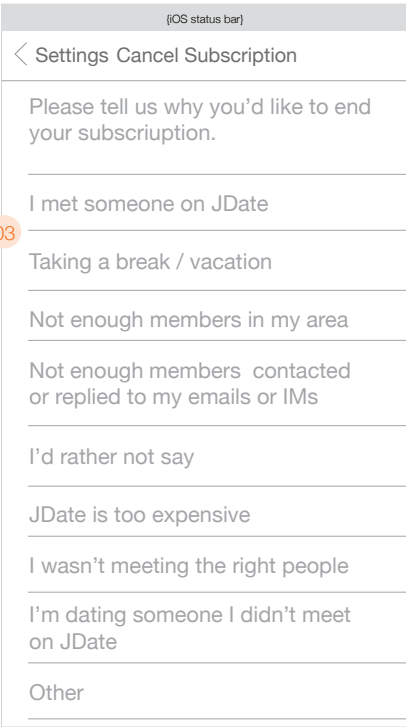 {iOS status bar}
Settings Cancel Subscription
Please tell us why you’d like to end
your subscriuption.
I met someone on JDate
03
Taking a break / vacation
Not enough members in my area
Not enough members  contacted
or replied to my emails or IMs
I’d rather not say
JDate is too expensive
I wasn’t meeting the right people
I’m dating someone I didn’t meet
on JDate
Other